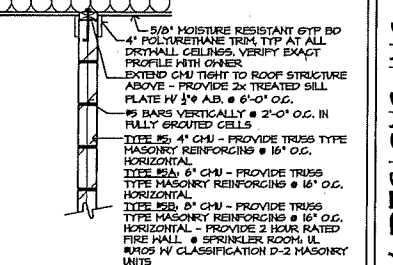 5/8" MOISTURE RESISTANT GYP BD
4" POLYURETHANE TRIM, TYP AT ALL
DRYWALL CEILINGS, VERIFY EXACT
PROFILE WITH OWNER
EXTEND CMU TIGHT TO ROOF STRUCTURE
ABOVE - PROVIDE 2x TREATED SILL
PLATE W/ ½"ϕ A.B. @ 6'-0" O.C.
#5 BARS VERTICALLY @ 2'-0" O.C. IN
FULLY GROUTED CELLS
TYPE #5: 4" CMU - PROVIDE TRUSS TYPE
MASONRY REINFORCING @ 16" O.C.
HORIZONTAL
TYPE #5A: 6" CMU - PROVIDE TRUSS
TYPE MASONRY REINFORCING @ 16" O.C.
HORIZONTAL
TYPE #5B: 8" CMU - PROVIDE TRUSS
TYPE MASONRY REINFORCING @ 16" O.C.
HORIZONTAL - PROVIDE 2 HOUR RATED
FIRE WALL @ SPRINKLER ROOM: UL
#U905 W/ CLASSIFICATION D-2 MASONRY
UNITS